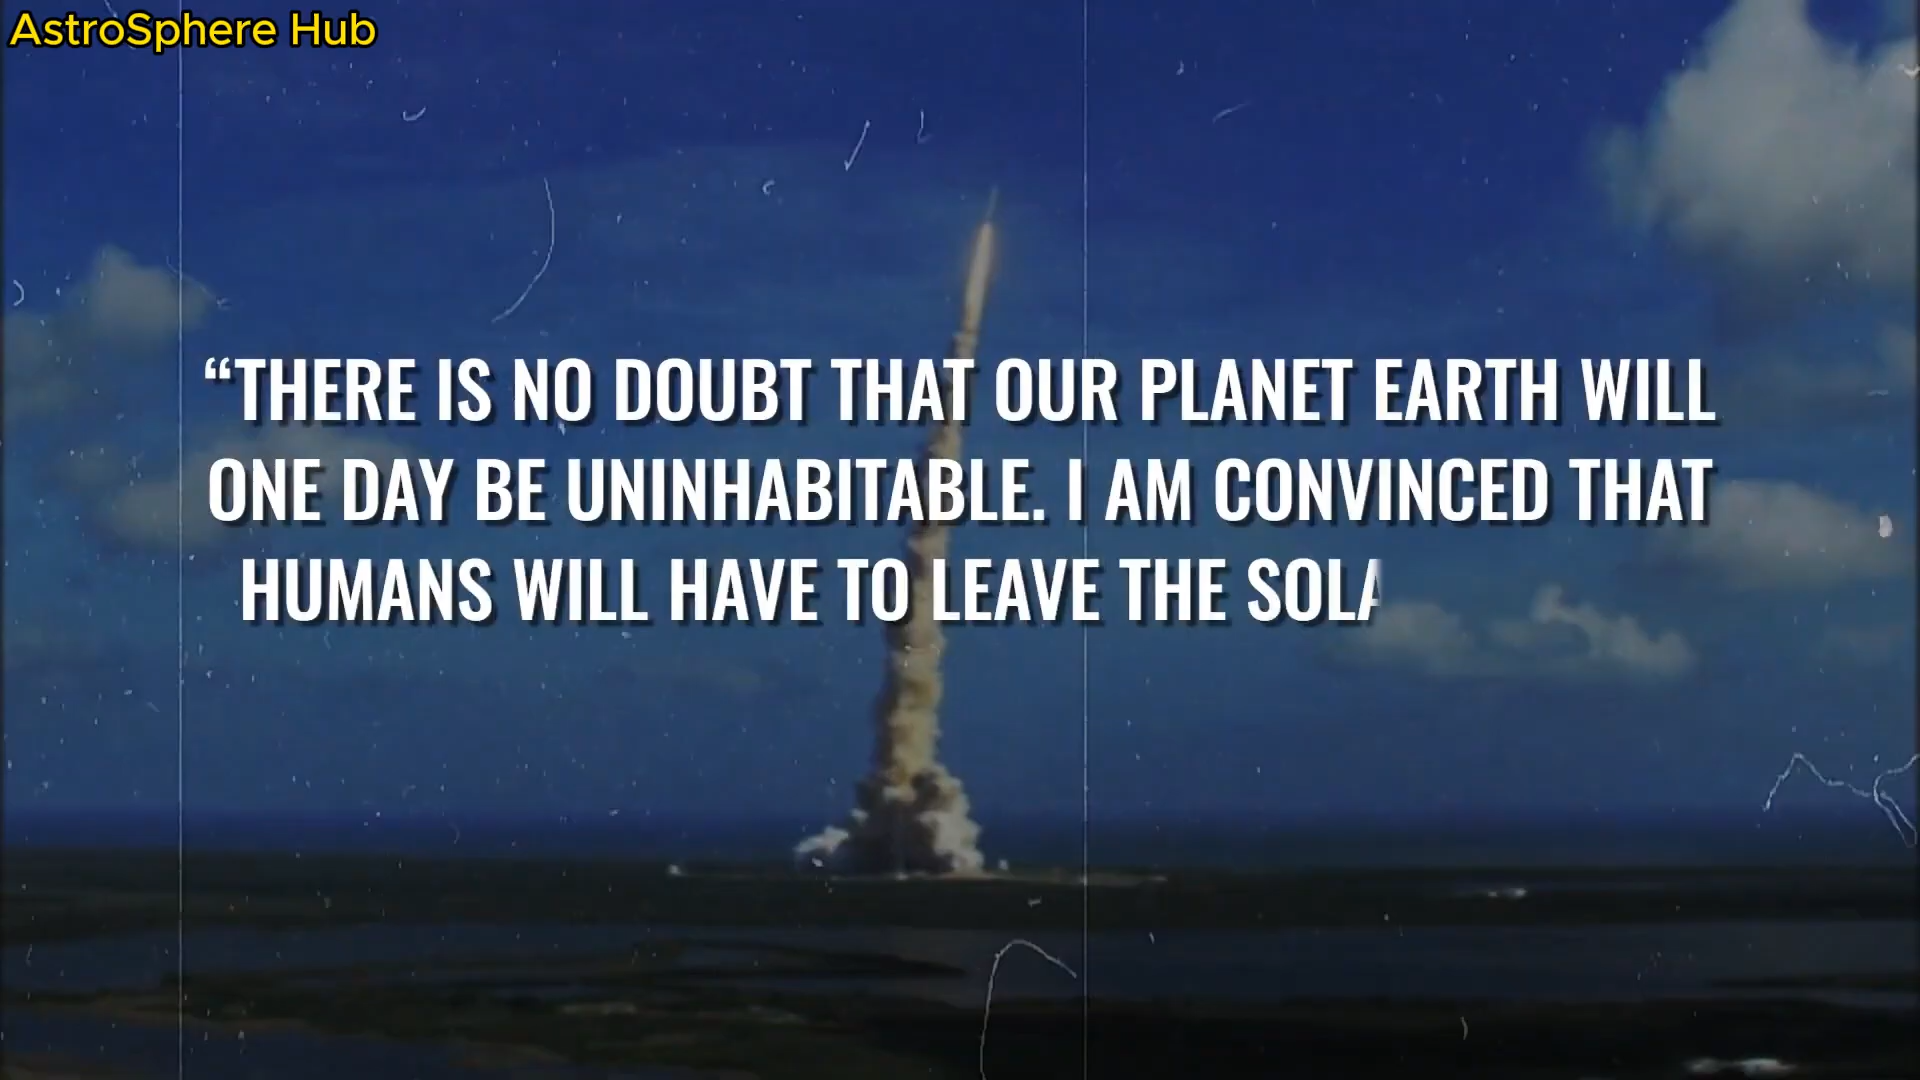 AstroSphere Hub
“THERE IS NO DOUBT THAT OUR PLANET EARTH WILL
ONE DAY BE UNINHABITABLE. I AM CONVINCED THAT
HUMANS WILL HAVE TO LEAVE THE SOLA